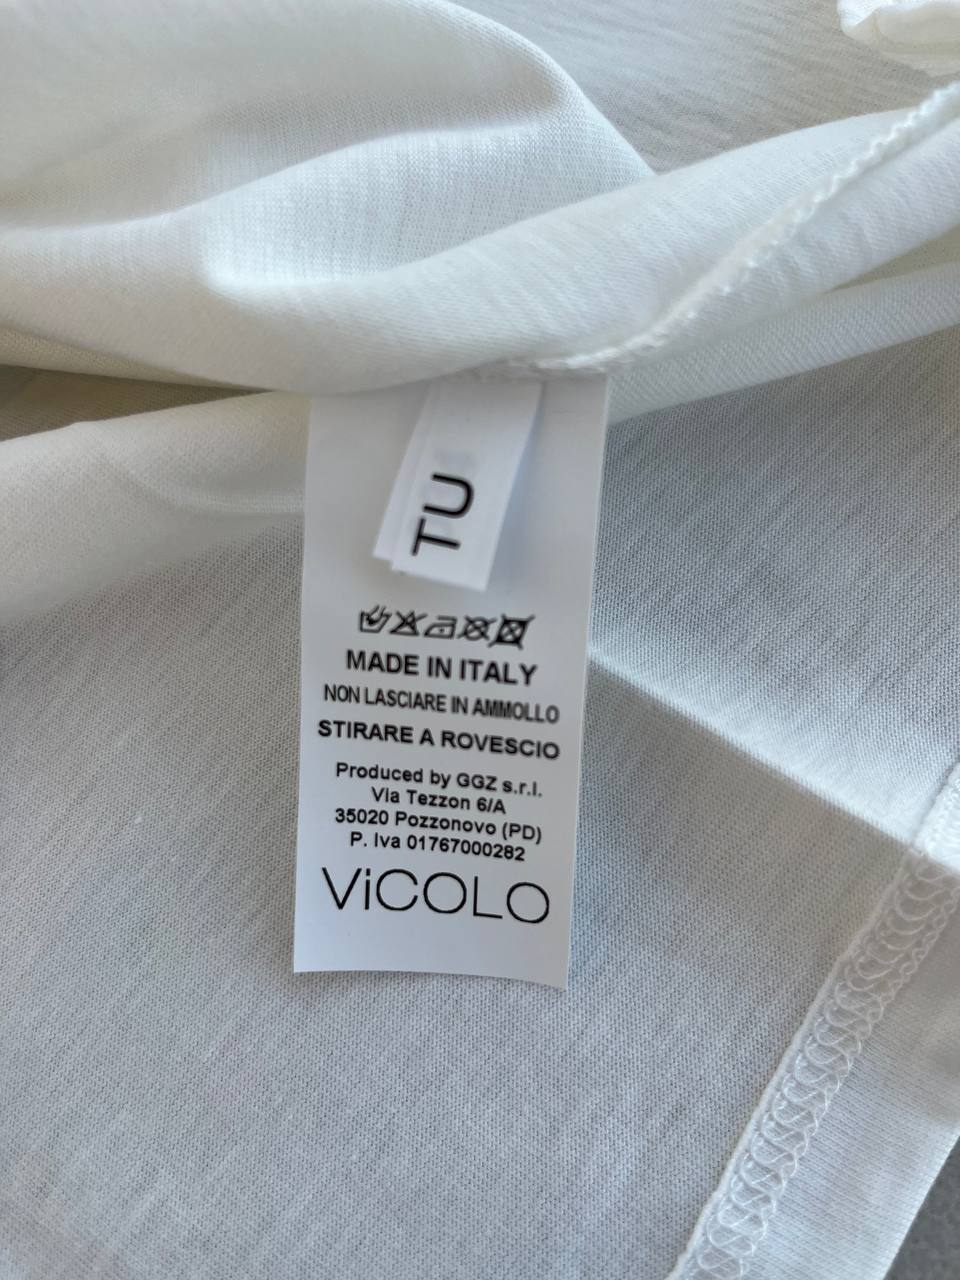 TU
MADE IN ITALY
NON LASCIARE IN AMMOLLO
STIRARE A ROVESCIO
Produced by GGZ s.r.l.
Via Tezzon 6/A
35020 Pozzonovo (PD)
P. Iva 01767000282
ViCOLO